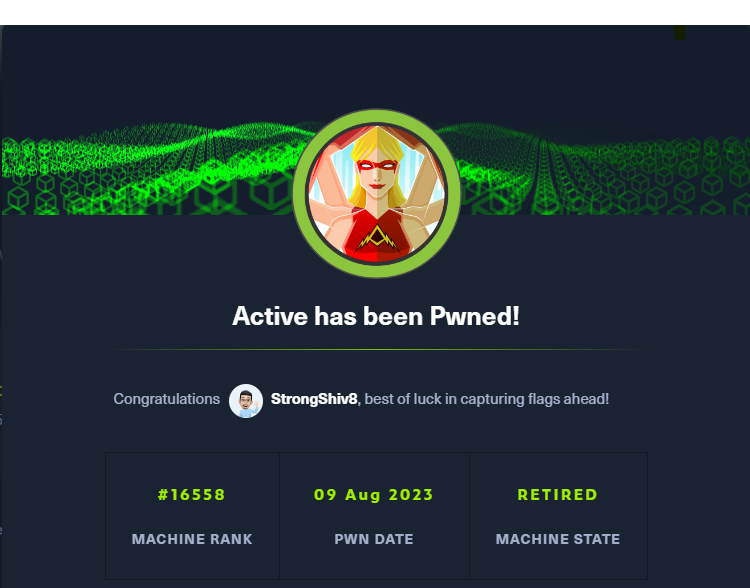 Active has been Pwned!
Congratulations StrongShiv8, best of luck in capturing flags ahead!
#16558 09 Aug 2023 RETIRED
MACHINE RANK PWN DATE MACHINE STATE